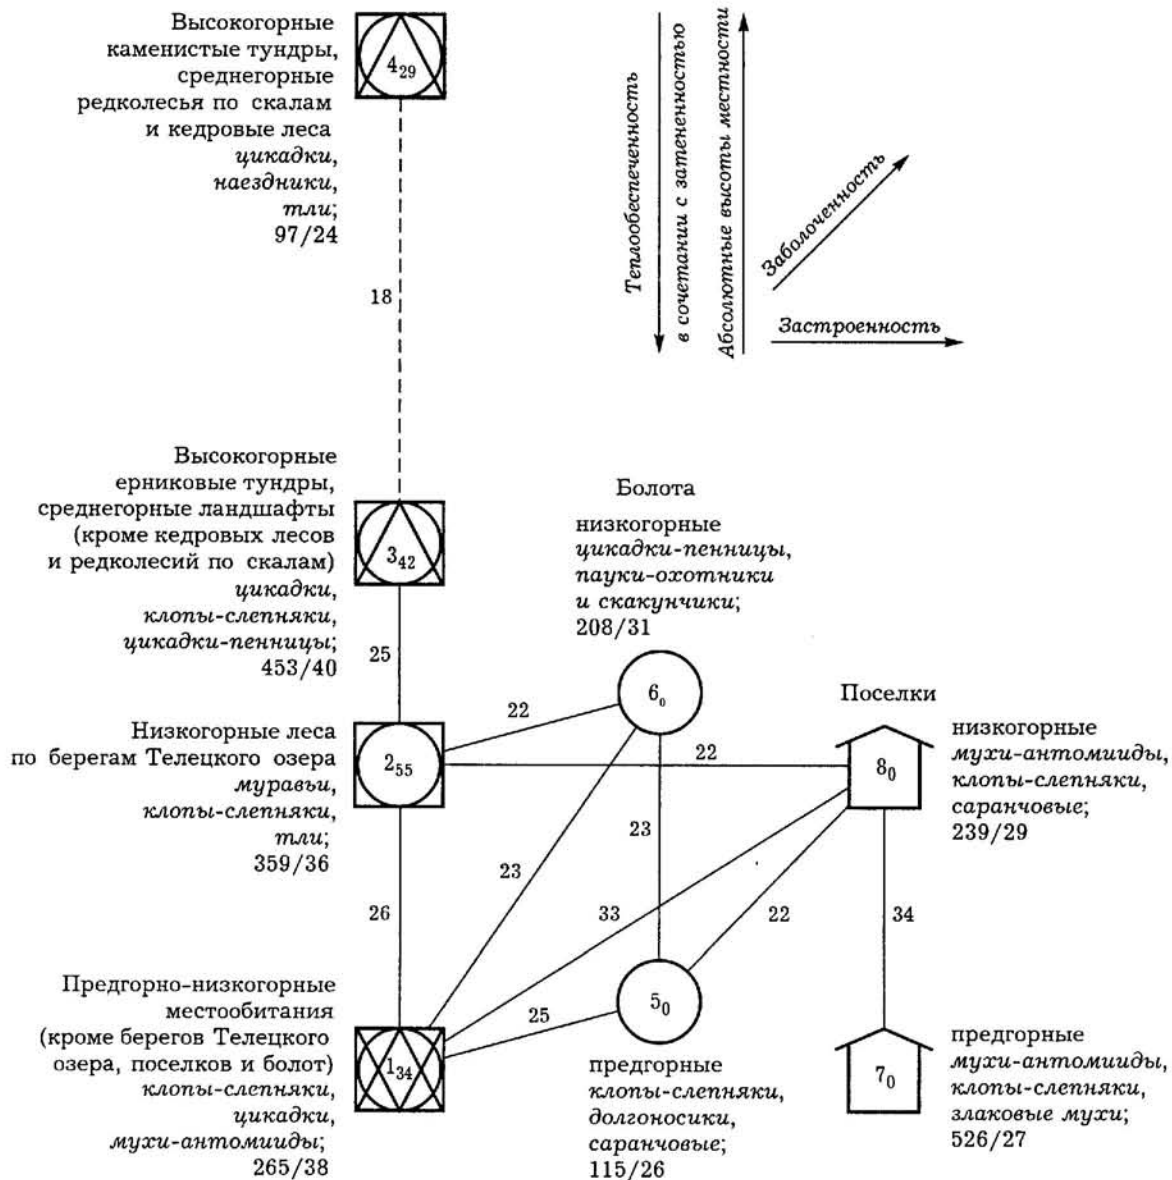 Высокогорные
каменистые тундры,
среднегорные
редколесья по скалам
и кедровые леса
цикадки,
наездники,
тли;
97/24
4₂₉
18
Теплообеспеченность
в сочетании с затененностью
Абсолютные высоты местности
Заболоченность
Застроенность
Высокогорные
ерниковые тундры,
среднегорные ландшафты
(кроме кедровых лесов
и редколесий по скалам)
цикадки,
клопы-слепняки,
цикадки-пенницы;
453/40
3₄₂
25
Болота
низкогорные
цикадки-пенницы,
пауки-охотники
и скакунчики;
208/31
6₀
22
Низкогорные леса
по берегам Телецкого озера
муравьи,
клопы-слепняки,
тли;
359/36
2₅₅
22
Поселки
8₀
низкогорные
мухи-антомииды,
клопы-слепняки,
саранчовые;
239/29
26
23
23
33
22
34
Предгорно-низкогорные
местообитания
(кроме берегов Телецкого
озера, поселков и болот)
клопы-слепняки,
цикадки,
мухи-антомииды;
265/38
1₃₄
25
5₀
предгорные
клопы-слепняки,
долгоносики,
саранчовые;
115/26
7₀
предгорные
мухи-антомииды,
клопы-слепняки,
злаковые мухи;
526/27